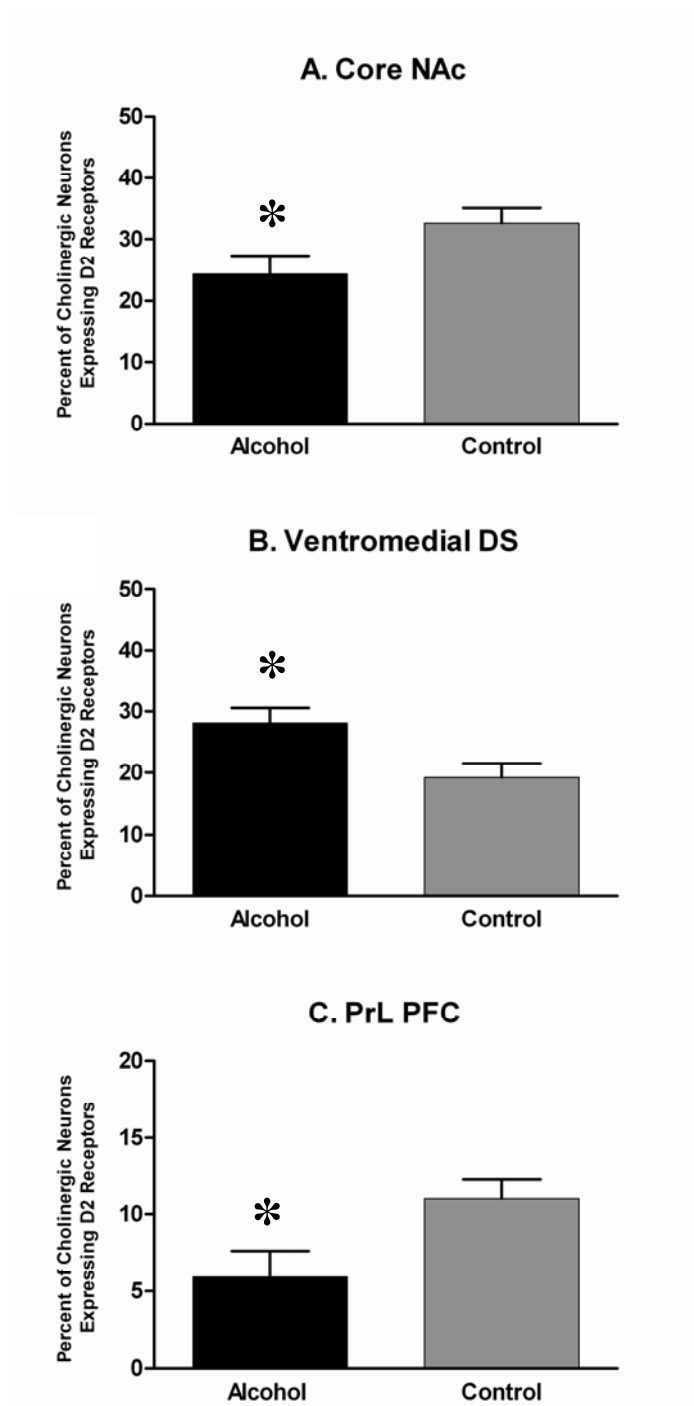 A. Core NAc
Percent of Cholinergic Neurons
Expressing D2 Receptors
50
40
30
20
10
0
*
Alcohol
Control
B. Ventromedial DS
Percent of Cholinergic Neurons
Expressing D2 Receptors
50
40
30
20
10
0
*
Alcohol
Control
C. PrL PFC
Percent of Cholinergic Neurons
Expressing D2 Receptors
20
15
10
5
0
*
Alcohol
Control